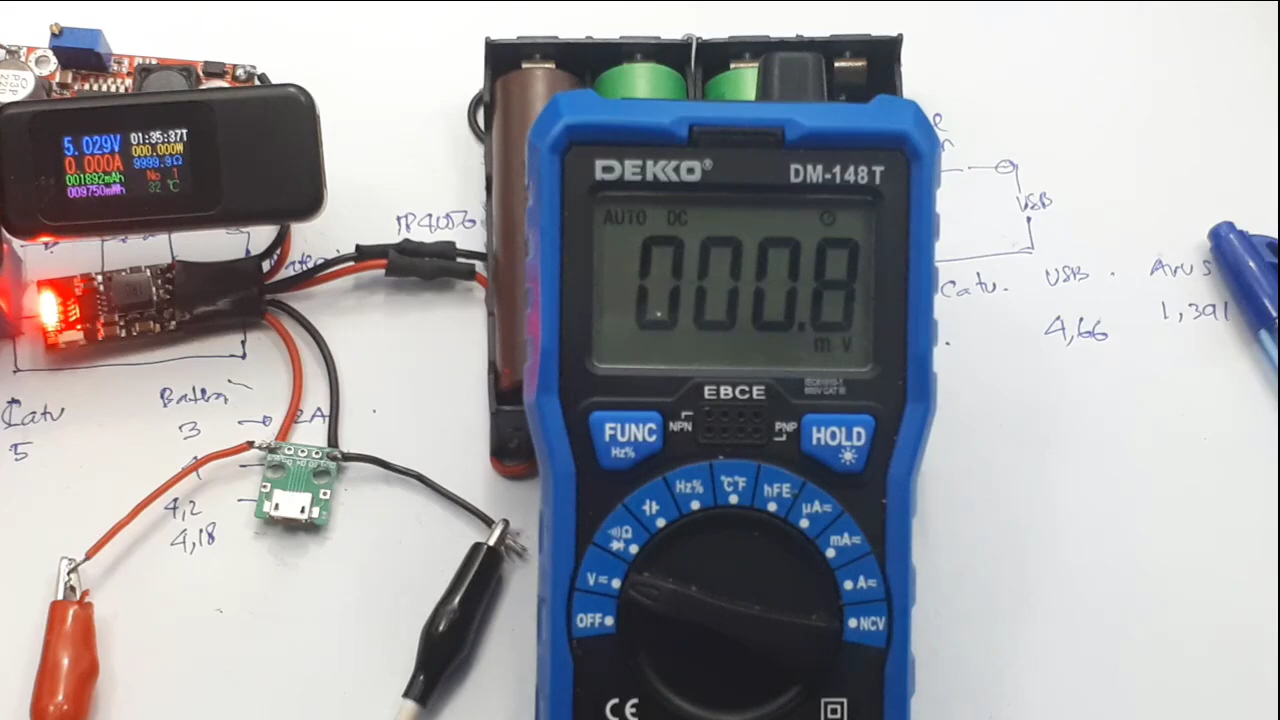 5.029V
01:35:37T
0.000A
000.000W
9999.9Ω
001892mAh
No 1
009750mWh
32 ℃
DEKKO®
DM-148T
AUTO DC
000.8
m V
EBCE
NPN
PNP
FUNC
Hz%
HOLD
Hz%
℃℉
hFE
μA≂
mA≂
A≂
NCV
Ω
V≂
OFF
CE
TP4056
USB
Catu.
USB.
Arus
4,66
1,391
Catu
5
Batrai
3
2A
4,2
4,18